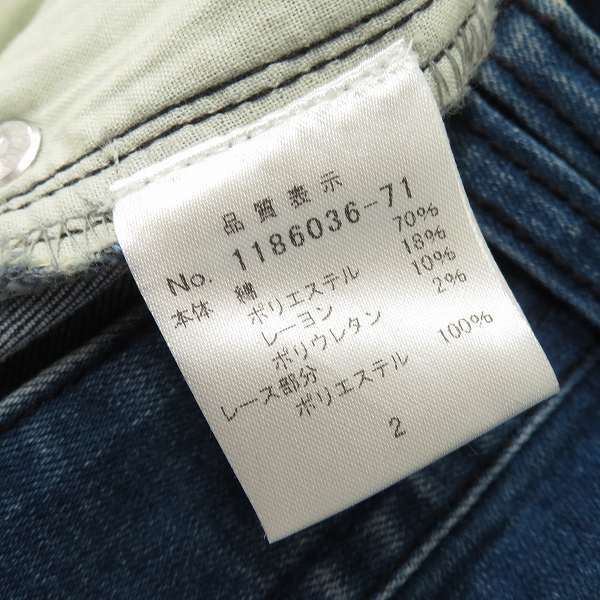 品質表示
No. 1186036-71
本体 綿 70%
ポリエステル 18%
レーヨン 10%
ポリウレタン 2%
レース部分
ポリエステル 100%
2